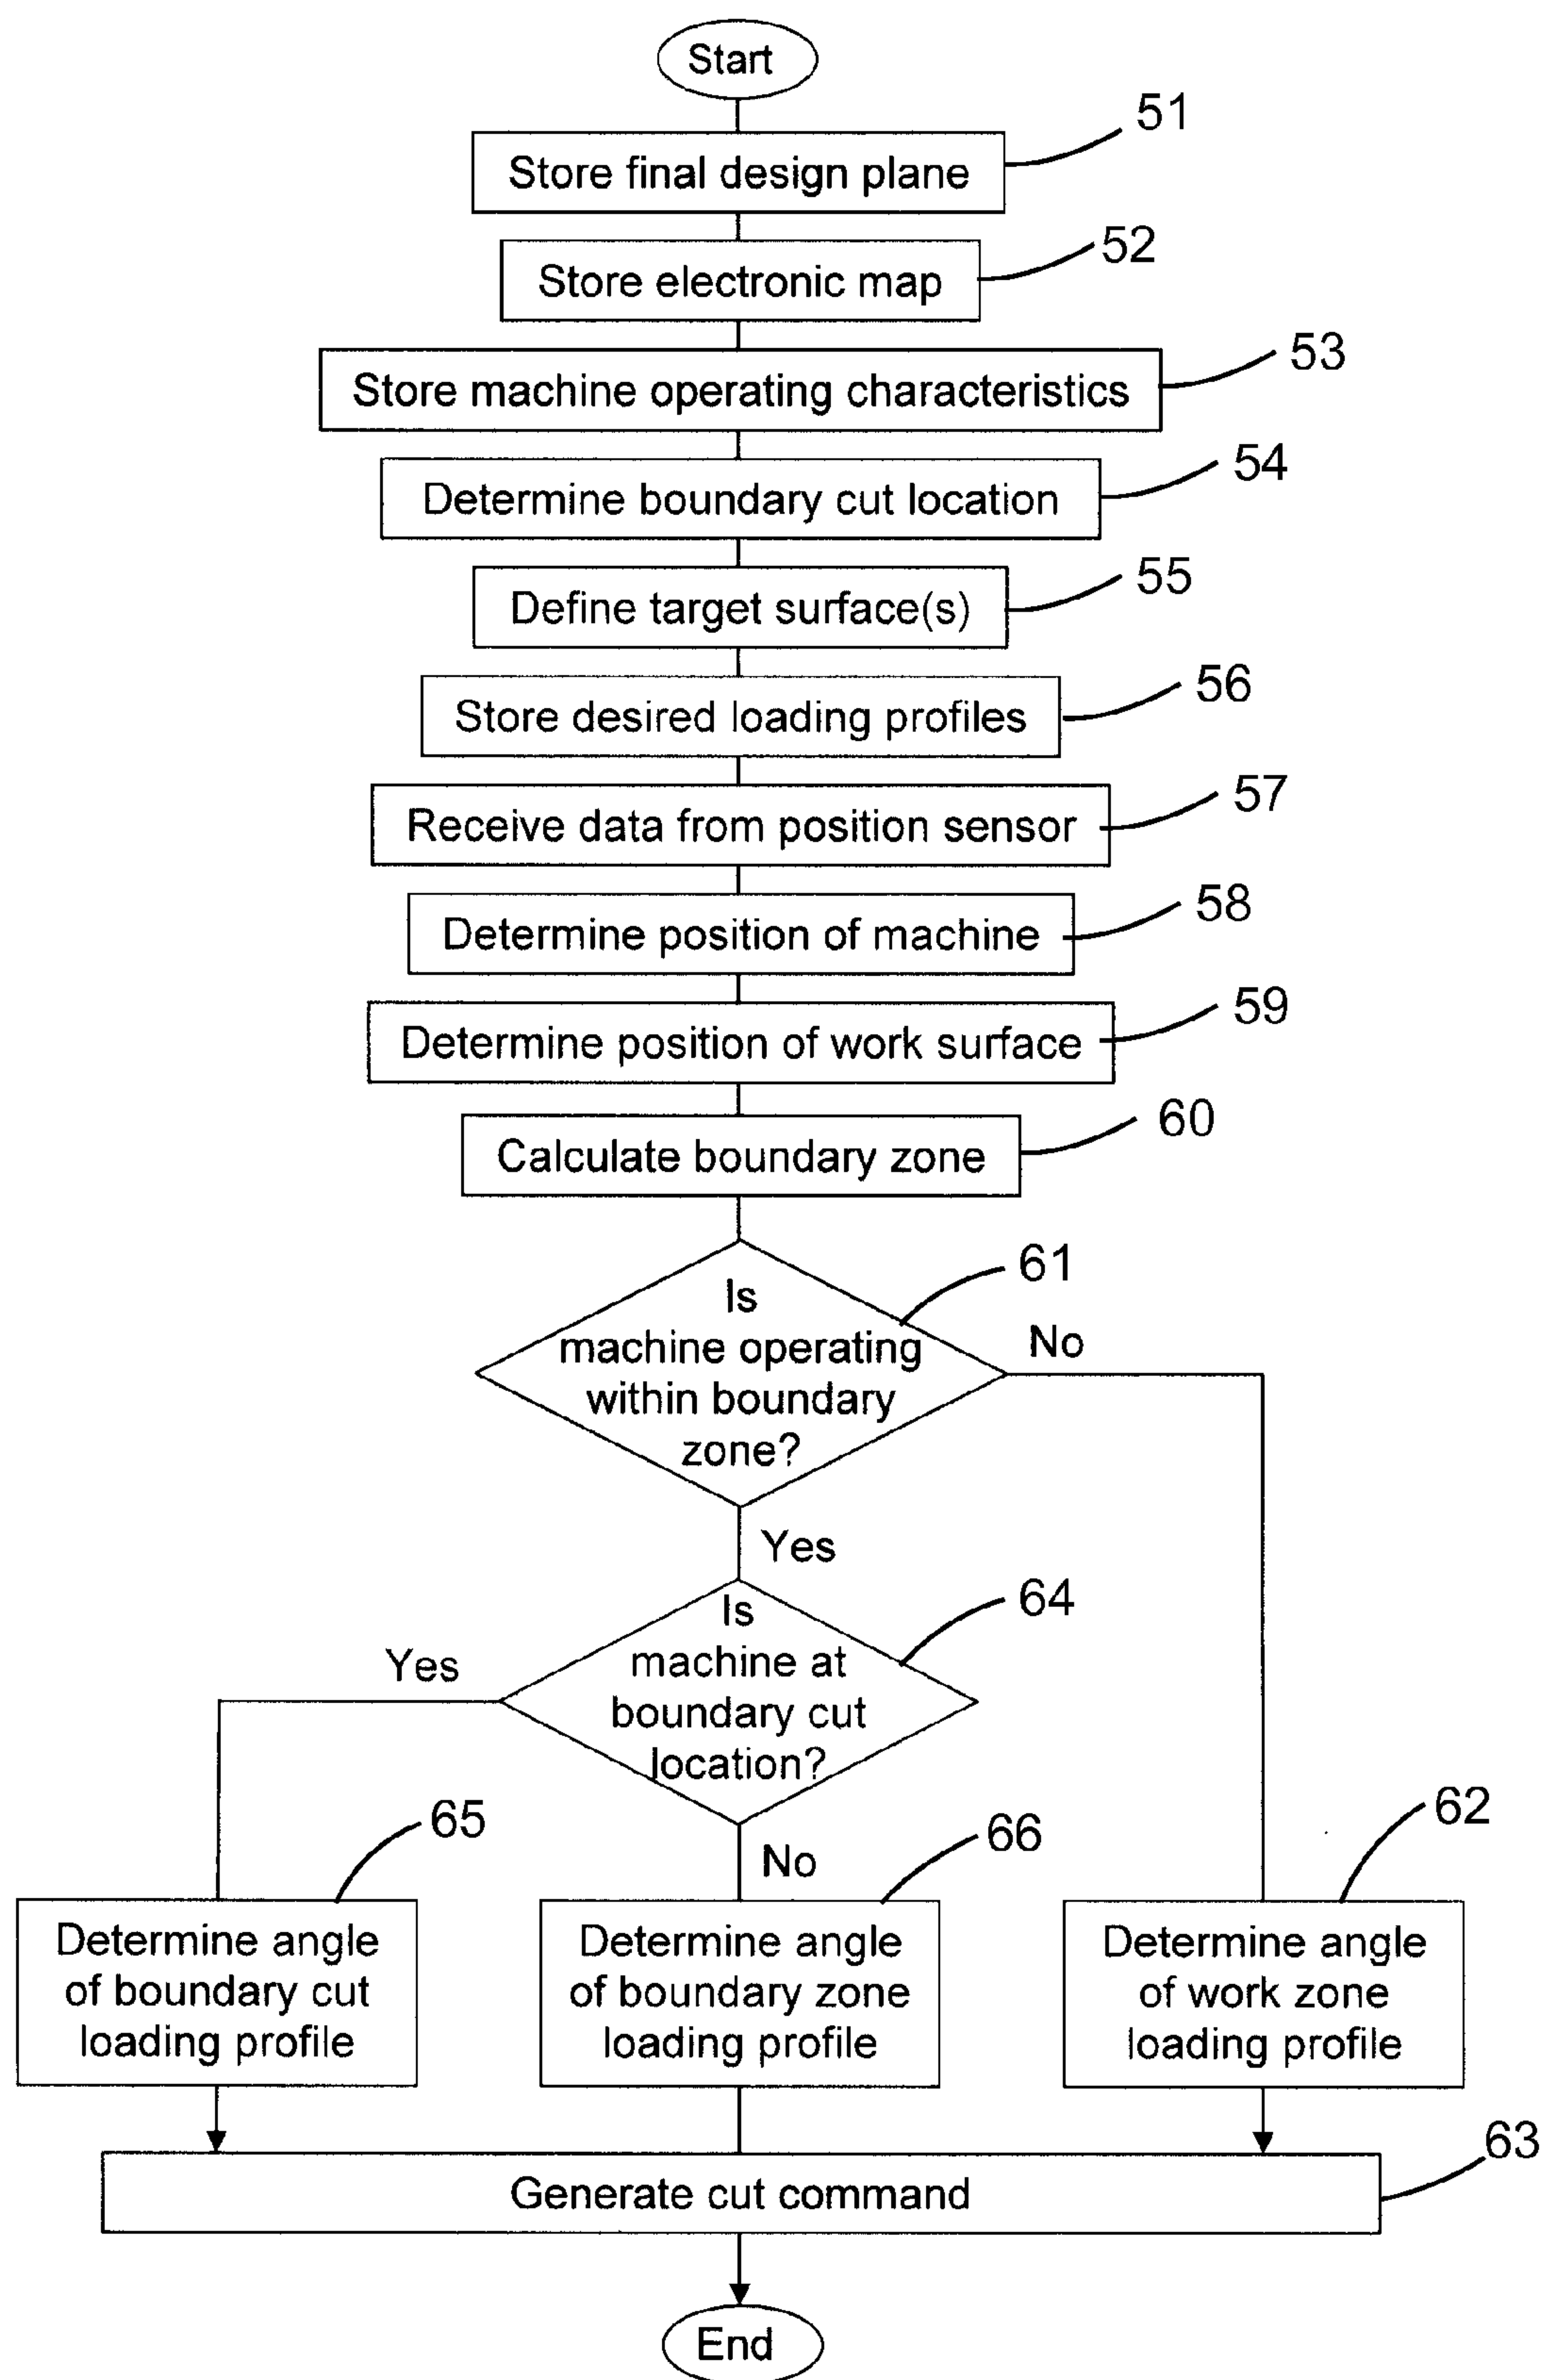 Start
51
Store final design plane
52
Store electronic map
53
Store machine operating characteristics
54
Determine boundary cut location
55
Define target surface(s)
56
Store desired loading profiles
57
Receive data from position sensor
58
Determine position of machine
59
Determine position of work surface
60
Calculate boundary zone
61
Is
machine operating
within boundary
zone?
No
Yes
64
Is
machine at
boundary cut
location?
Yes
No
65
Determine angle
of boundary cut
loading profile
66
Determine angle
of boundary zone
loading profile
62
Determine angle
of work zone
loading profile
63
Generate cut command
End